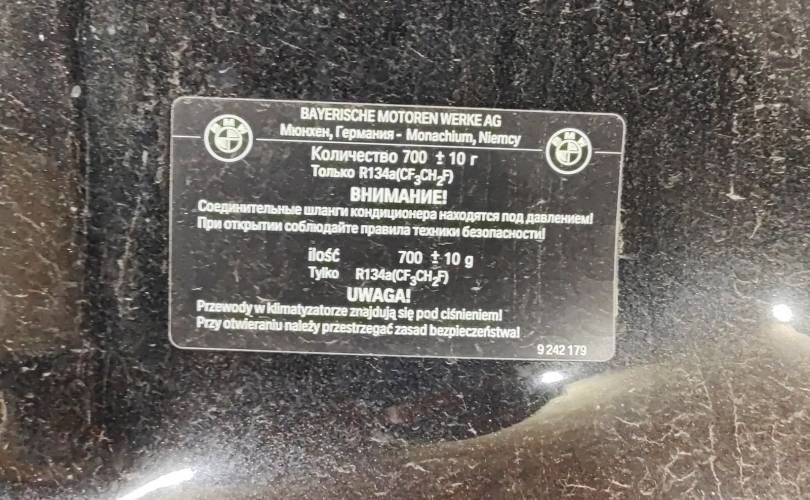 BAYERISCHE MOTOREN WERKE AG
Мюнхен, Германия - Monachium, Niemcy
BMW
BMW
Количество 700 ± 10 г
Только R134a(CF₃CH₂F)
ВНИМАНИЕ!
Соединительные шланги кондиционера находятся под давлением!
При открытии соблюдайте правила техники безопасности!
ilość 700 ± 10 g
Tylko R134a(CF₃CH₂F)
UWAGA!
Przewody w klimatyzatorze znajdują się pod ciśnieniem!
Przy otwieraniu należy przestrzegać zasad bezpieczeństwa!
9 242 179